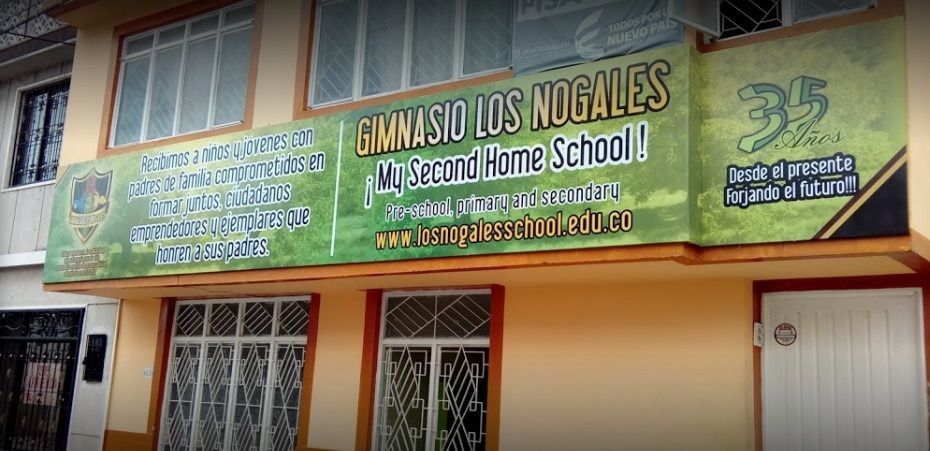 PISA
MINEDUCACIÓN
TODOS POR UN
NUEVO PAÍS
Recibimos a niños y jóvenes con
padres de familia comprometidos en
formar juntos, ciudadanos
emprendedores y ejemplares que
honren a sus padres.
GIMNASIO LOS NOGALES
¡ My Second Home School !
Pre-school, primary and secondary
www.losnogalesschool.edu.co
35
Años
Desde el presente
Forjando el futuro!!!